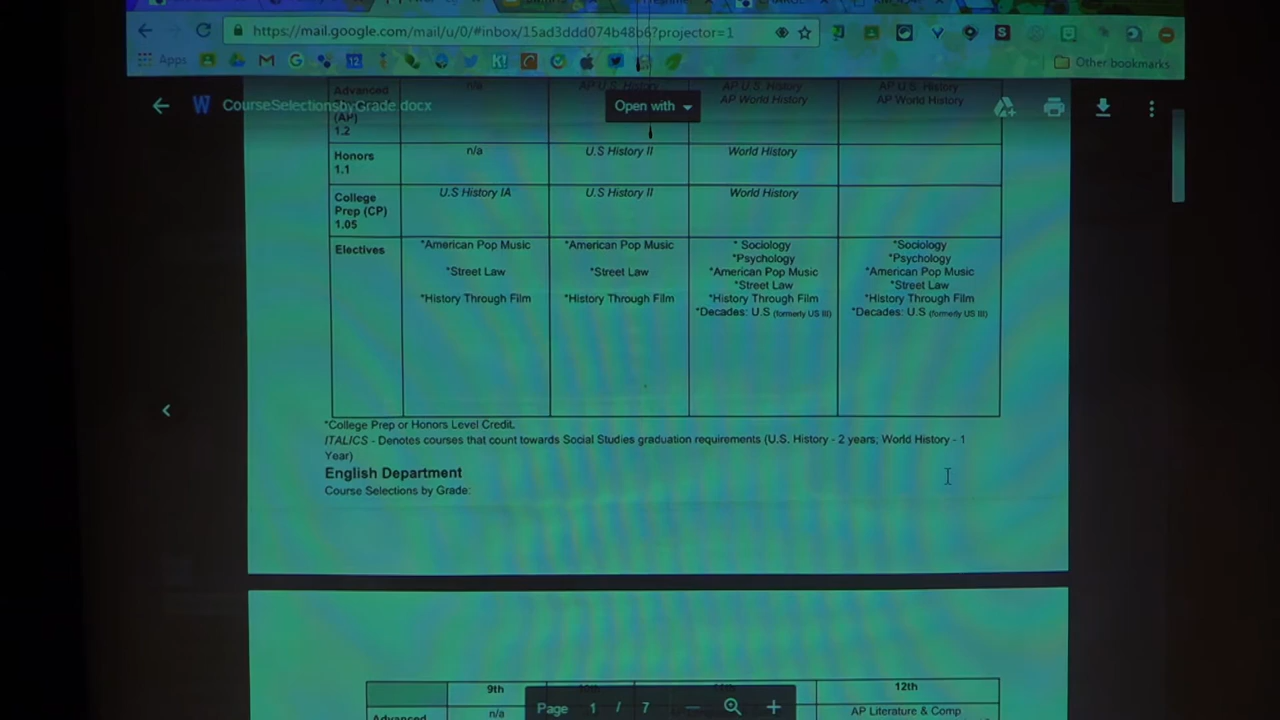 https://mail.google.com/mail/u/0/#inbox/15ad3ddd074b48b6?projector=1
Apps
12
K!
S
Other bookmarks
W CourseSelectionsbyGrade.docx
Open with
Advanced (AP) 1.2
n/a
AP U.S. History
AP U.S. History
AP World History
AP U.S. History
AP World History
Honors 1.1
n/a
U.S History II
World History
College Prep (CP) 1.05
U.S History IA
U.S History II
World History
Electives
*American Pop Music
*Street Law
*History Through Film
*American Pop Music
*Street Law
*History Through Film
* Sociology
*Psychology
*American Pop Music
*Street Law
*History Through Film
*Decades: U.S (formerly US III)
*Sociology
*Psychology
*American Pop Music
*Street Law
*History Through Film
*Decades: U.S (formerly US III)
*College Prep or Honors Level Credit.
ITALICS - Denotes courses that count towards Social Studies graduation requirements (U.S. History - 2 years; World History - 1
Year)
English Department
Course Selections by Grade:
9th
12th
Advanced
n/a
AP Literature & Comp
Page 1 / 7